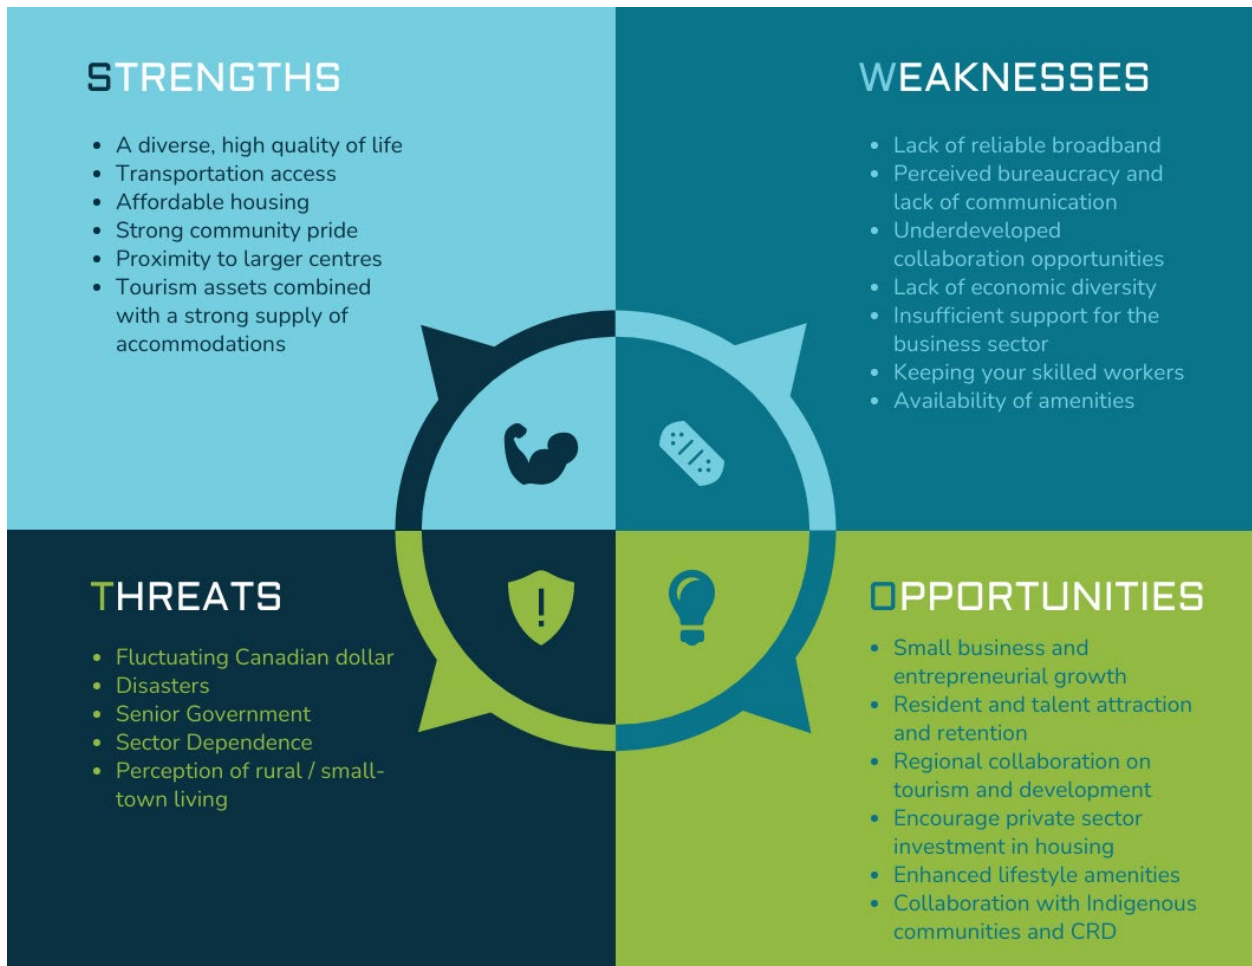 STRENGTHS
• A diverse, high quality of life
• Transportation access
• Affordable housing
• Strong community pride
• Proximity to larger centres
• Tourism assets combined
with a strong supply of
accommodations
WEAKNESSES
• Lack of reliable broadband
• Perceived bureaucracy and
lack of communication
• Underdeveloped
collaboration opportunities
• Lack of economic diversity
• Insufficient support for the
business sector
• Keeping your skilled workers
• Availability of amenities
THREATS
• Fluctuating Canadian dollar
• Disasters
• Senior Government
• Sector Dependence
• Perception of rural / small-
town living
OPPORTUNITIES
• Small business and
entrepreneurial growth
• Resident and talent attraction
and retention
• Regional collaboration on
tourism and development
• Encourage private sector
investment in housing
• Enhanced lifestyle amenities
• Collaboration with Indigenous
communities and CRD